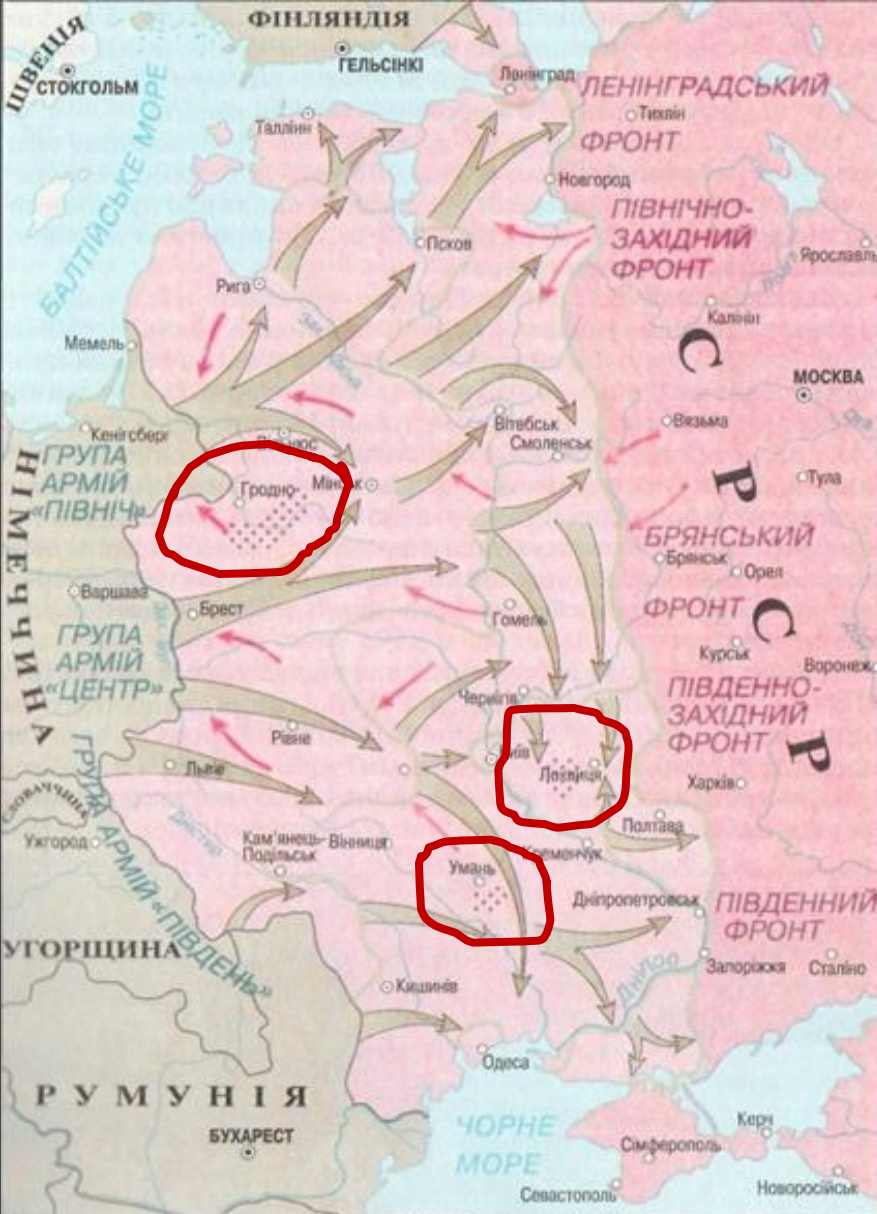 ШВЕЦІЯ
СТОКГОЛЬМ
ФІНЛЯНДІЯ
ГЕЛЬСІНКІ
Ленінград
ЛЕНІНГРАДСЬКИЙ
ФРОНТ
Тихлін
Таллінн
БАЛТІЙСЬКЕ МОРЕ
Новгород
ПІВНІЧНО-
ЗАХІДНИЙ
ФРОНТ
Псков
Ярославль
Рига
Калінін
Мемель
С Р С Р
МОСКВА
Вітебськ
Вязьма
Смоленськ
Кенігсберг
ГРУПА
АРМІЙ
«ПІВНІЧ»
НІМЕЧЧИНА
Гродно
Мінськ
Тула
БРЯНСЬКИЙ
ФРОНТ
Брянськ
Орел
Варшава
Брест
Гомель
ГРУПА
АРМІЙ
«ЦЕНТР»
Курськ
Воронеж
Чернігів
ПІВДЕННО-
ЗАХІДНИЙ
ФРОНТ
Рівне
Київ
Львів
Лохвиця
Харків
СЛОВАЧЧИНА
ГРУПА АРМІЙ «ПІВДЕНЬ»
Дністер
Ужгород
Кам'янець-
Подільськ
Вінниця
Полтава
Кременчук
Умань
Дніпропетровськ
ПІВДЕННИЙ
ФРОНТ
УГОРЩИНА
Запоріжжя
Сталіно
Дніпро
Кишинів
Одеса
РУМУНІЯ
БУХАРЕСТ
ЧОРНЕ
МОРЕ
Керч
Сімферополь
Севастополь
Новоросійськ